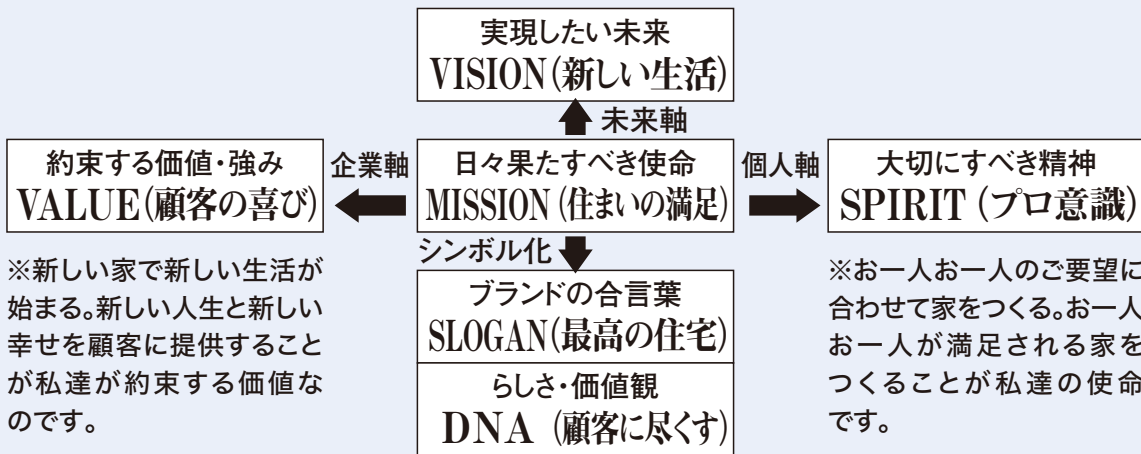 実現したい未来
VISION(新しい生活)
未来軸
約束する価値・強み
VALUE(顧客の喜び)
企業軸
日々果たすべき使命
MISSION(住まいの満足)
個人軸
大切にすべき精神
SPIRIT(プロ意識)
シンボル化
ブランドの合言葉
SLOGAN(最高の住宅)
らしさ・価値観
DNA(顧客に尽くす)
※新しい家で新しい生活が
始まる。新しい人生と新しい
幸せを顧客に提供すること
が私達が約束する価値な
のです。
※お一人お一人のご要望に
合わせて家をつくる。お一人
お一人が満足される家を
つくることが私達の使命
です。